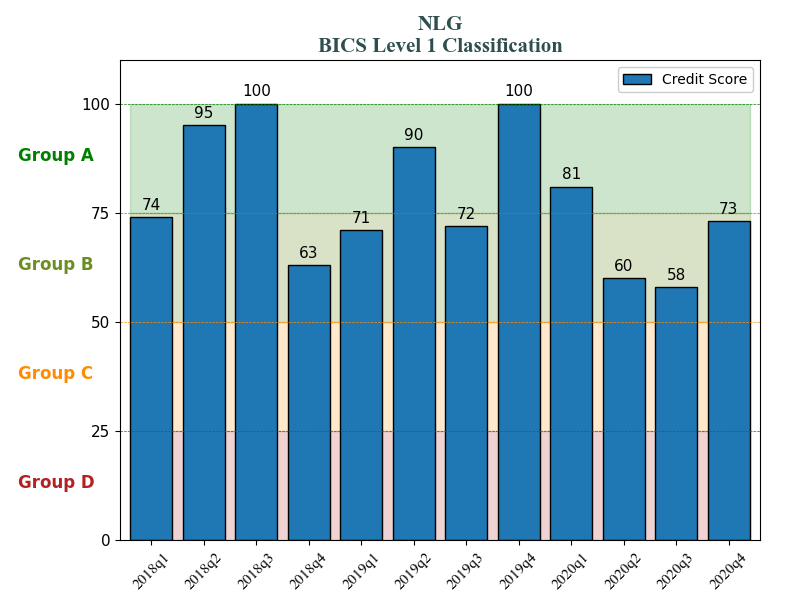 NLG
BICS Level 1 Classification
Credit Score
100
75
50
25
0
Group A
Group B
Group C
Group D
74
95
100
63
71
90
72
100
81
60
58
73
2018q1
2018q2
2018q3
2018q4
2019q1
2019q2
2019q3
2019q4
2020q1
2020q2
2020q3
2020q4